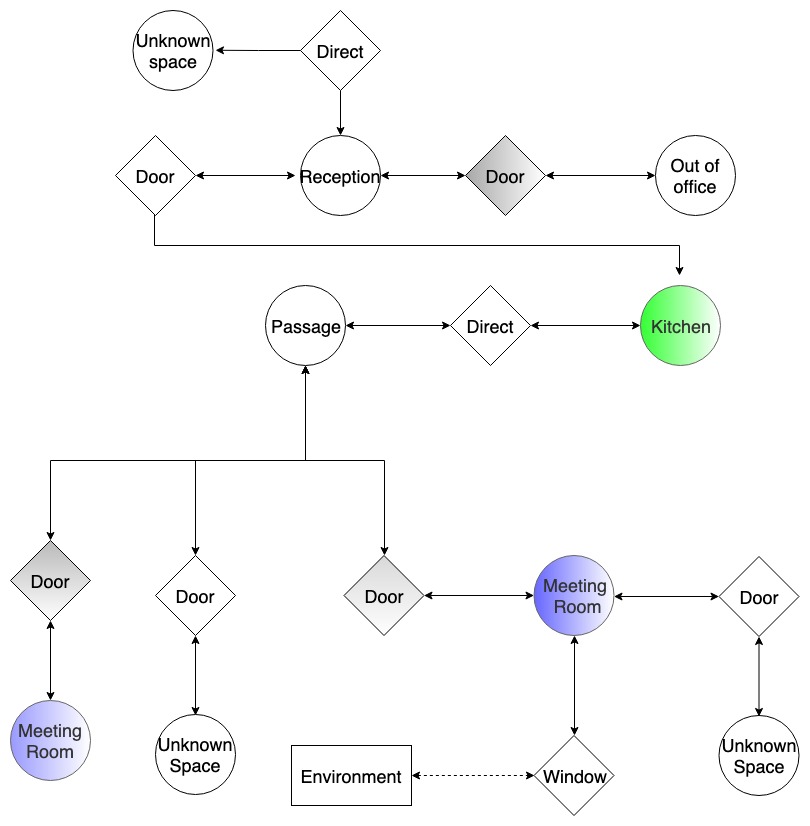 Unknown
space
Direct
Door
Reception
Door
Out of
office
Passage
Direct
Kitchen
Door
Door
Door
Meeting
Room
Door
Meeting
Room
Unknown
Space
Environment
Window
Unknown
Space